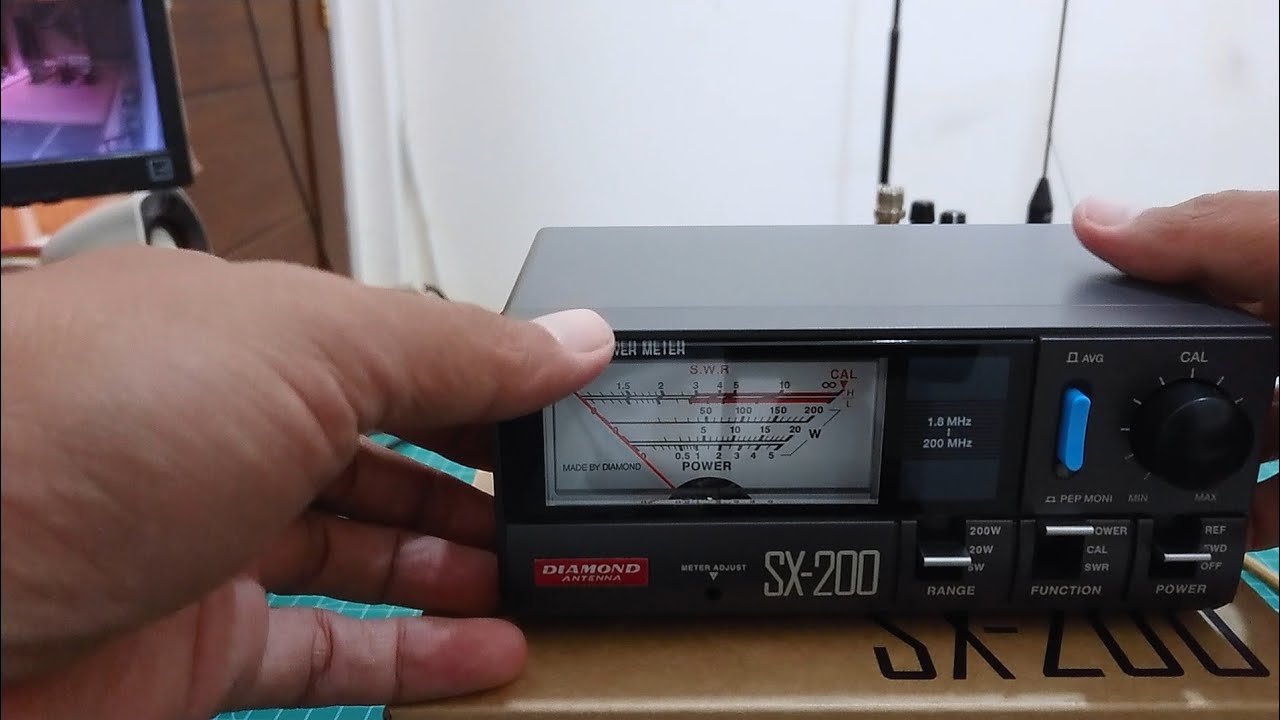 METER
S.W.R CAL
1.5 2 3 4 5 10 ∞
H
L
50 100 150 200
5 10 15 20 W
0 0.5 1 2 3 4 5
MADE BY DIAMOND POWER
1.8 MHz
200 MHz
AVG
CAL
PEP MONI
MIN MAX
DIAMOND
ANTENNA
METER ADJUST
SX-200
200W
20W
5W
RANGE
CAL
SWR
FUNCTION
REF
OFF
POWER
SX-200